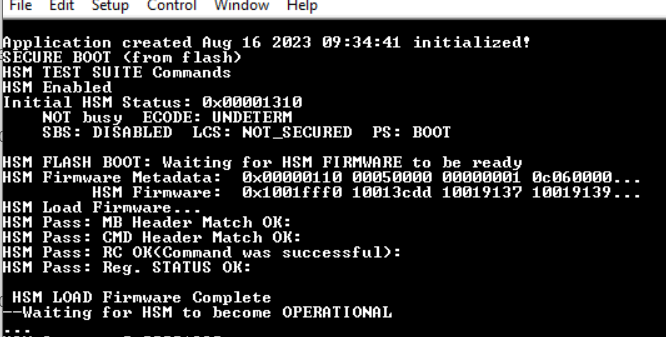 File Edit Setup Control Window Help
Application created Aug 16 2023 09:34:41 initialized!
SECURE BOOT (from flash)
HSM TEST SUITE Commands
HSM Enabled
Initial HSM Status: 0x00001310
NOT busy ECODE: UNDETERM
SBS: DISABLED LCS: NOT_SECURED PS: BOOT
HSM FLASH BOOT: Waiting for HSM FIRMWARE to be ready
HSM Firmware Metadata: 0x00000110 00050000 00000001 0c060000...
HSM Firmware: 0x1001fff0 10013cdd 10019137 10019139...
HSM Load Firmware...
HSM Pass: MB Header Match OK:
HSM Pass: CMD Header Match OK:
HSM Pass: RC OK(Command was successful):
HSM Pass: Reg. STATUS OK:
HSM LOAD Firmware Complete
--Waiting for HSM to become OPERATIONAL
...